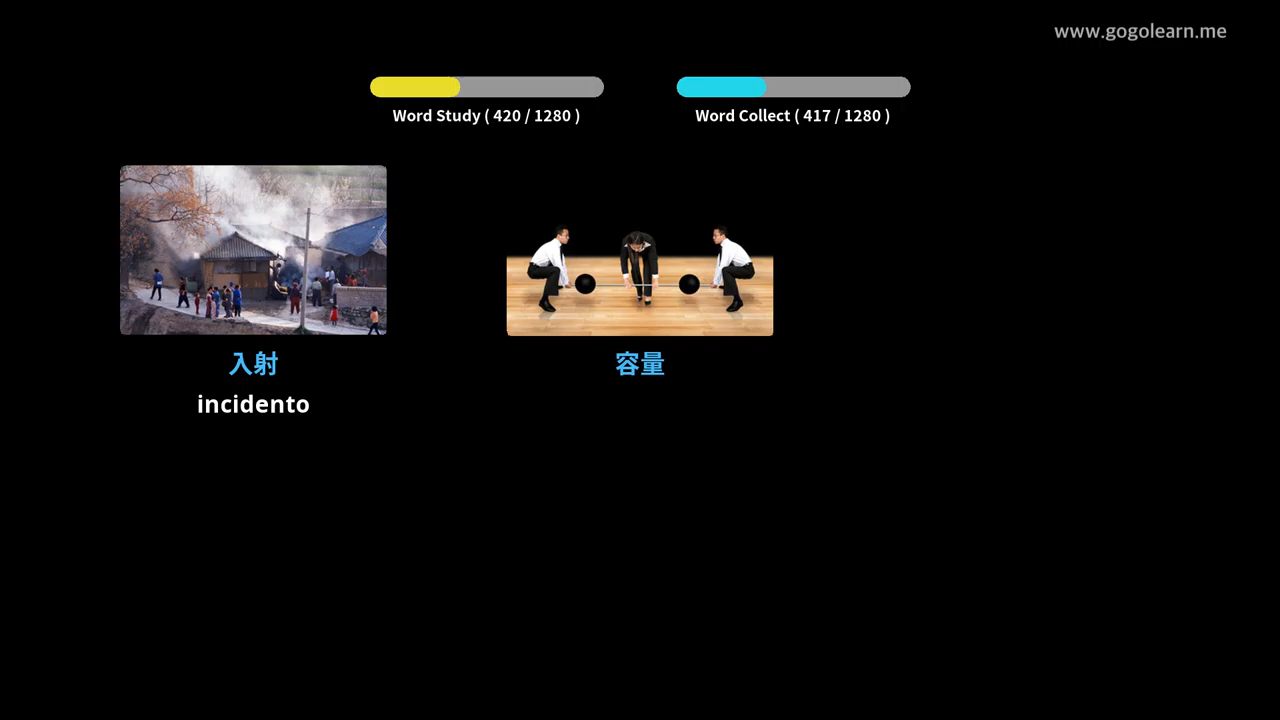 www.gogolearn.me
Word Study ( 420 / 1280 )
Word Collect ( 417 / 1280 )
入射
incidento
容量